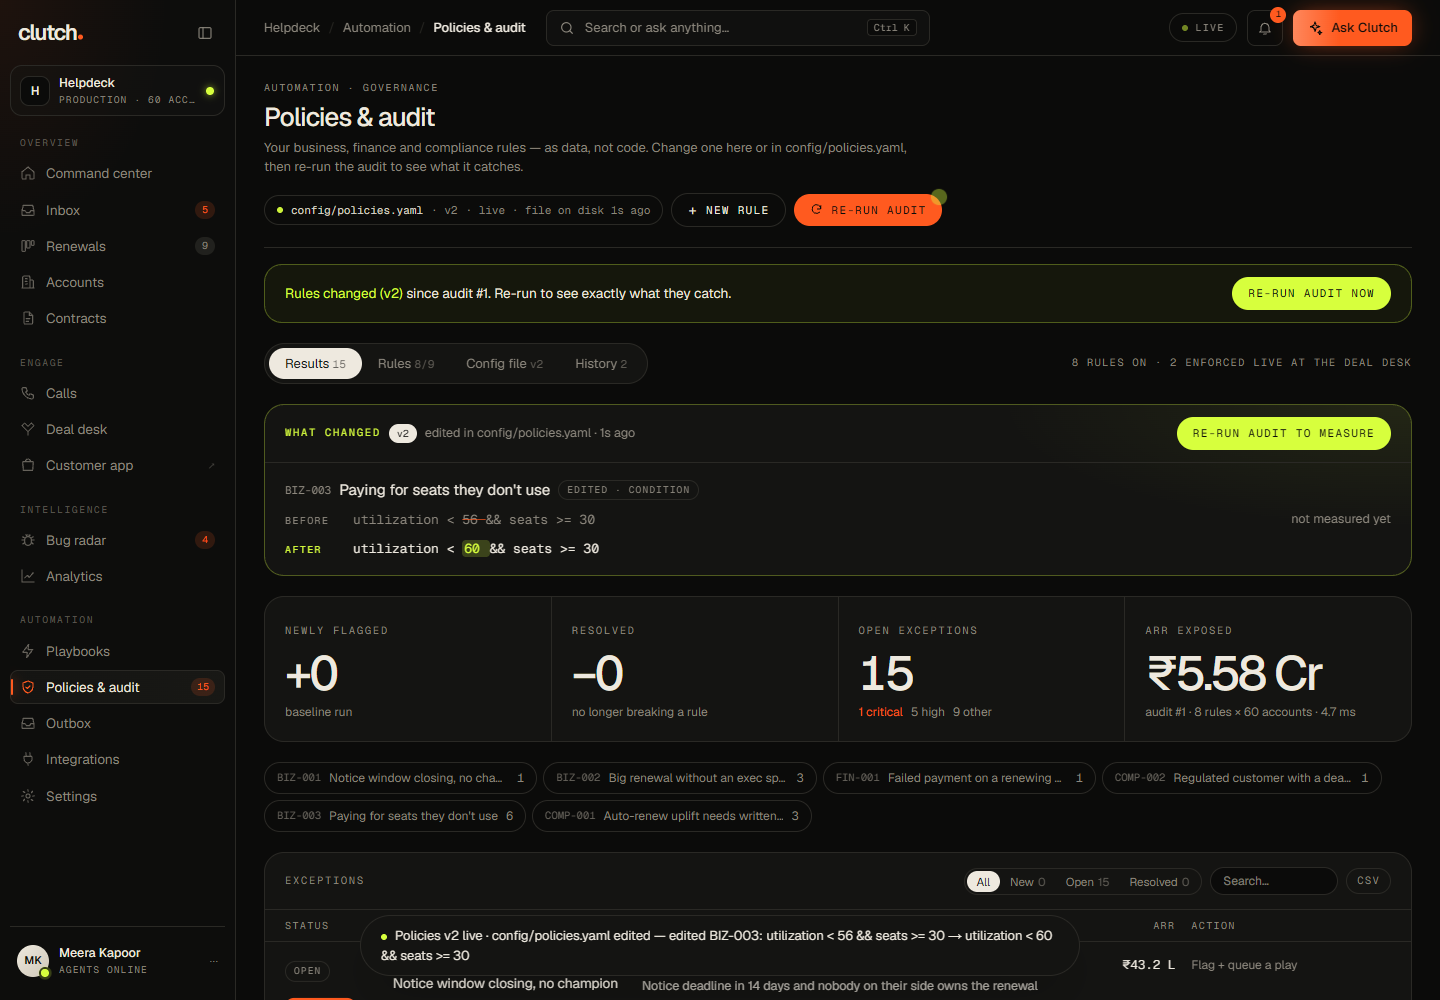 clutch.
H
Helpdeck
PRODUCTION · 60 ACC…
OVERVIEW
Command center
Inbox 5
Renewals 9
Accounts
Contracts
ENGAGE
Calls
Deal desk
Customer app
INTELLIGENCE
Bug radar 4
Analytics
AUTOMATION
Playbooks
Policies & audit 15
Outbox
Integrations
Settings
MK
Meera Kapoor
AGENTS ONLINE
...
Helpdeck / Automation / Policies & audit
Search or ask anything… Ctrl K
LIVE
1
Ask Clutch
AUTOMATION · GOVERNANCE
Policies & audit
Your business, finance and compliance rules — as data, not code. Change one here or in config/policies.yaml,
then re-run the audit to see what it catches.
config/policies.yaml · v2 · live · file on disk 1s ago
+ NEW RULE
RE-RUN AUDIT
Rules changed (v2) since audit #1. Re-run to see exactly what they catch.
RE-RUN AUDIT NOW
Results 15
Rules 8/9
Config file v2
History 2
8 RULES ON · 2 ENFORCED LIVE AT THE DEAL DESK
WHAT CHANGED v2 edited in config/policies.yaml · 1s ago
RE-RUN AUDIT TO MEASURE
BIZ-003 Paying for seats they don't use EDITED · CONDITION
BEFORE utilization < 56 && seats >= 30
not measured yet
AFTER utilization < 60 && seats >= 30
NEWLY FLAGGED
+0
baseline run
RESOLVED
−0
no longer breaking a rule
OPEN EXCEPTIONS
15
1 critical 5 high 9 other
ARR EXPOSED
₹5.58 Cr
audit #1 · 8 rules × 60 accounts · 4.7 ms
BIZ-001 Notice window closing, no cha… 1
BIZ-002 Big renewal without an exec sp… 3
FIN-001 Failed payment on a renewing … 1
COMP-002 Regulated customer with a dea… 1
BIZ-003 Paying for seats they don't use 6
COMP-001 Auto-renew uplift needs written… 3
EXCEPTIONS
All
New 0
Open 15
Resolved 0
Search…
CSV
STATUS
ARR
ACTION
Policies v2 live · config/policies.yaml edited — edited BIZ-003: utilization < 56 && seats >= 30 → utilization < 60
&& seats >= 30
OPEN
₹43.2 L
Flag + queue a play
Notice window closing, no champion
Notice deadline in 14 days and nobody on their side owns the renewal